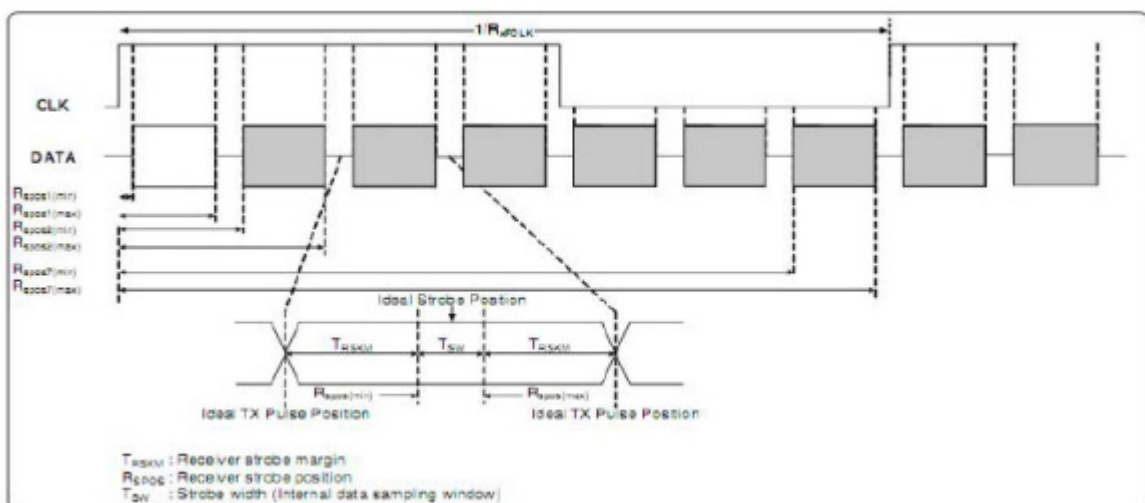 CLK
DATA
Rspos1(min)
Rspos1(max)
Rspos2(min)
Rspos2(max)
Rspos7(min)
Rspos7(max)
Ideal Strobe Position
TRSKM TSW TRSKM
Rspos(min) Rspos(max)
Ideal TX Pulse Position Ideal TX Pulse Position
TRSKM : Receiver strobe margin
RSPOS : Receiver strobe position
TSW : Strobe width (Internal data sampling window)